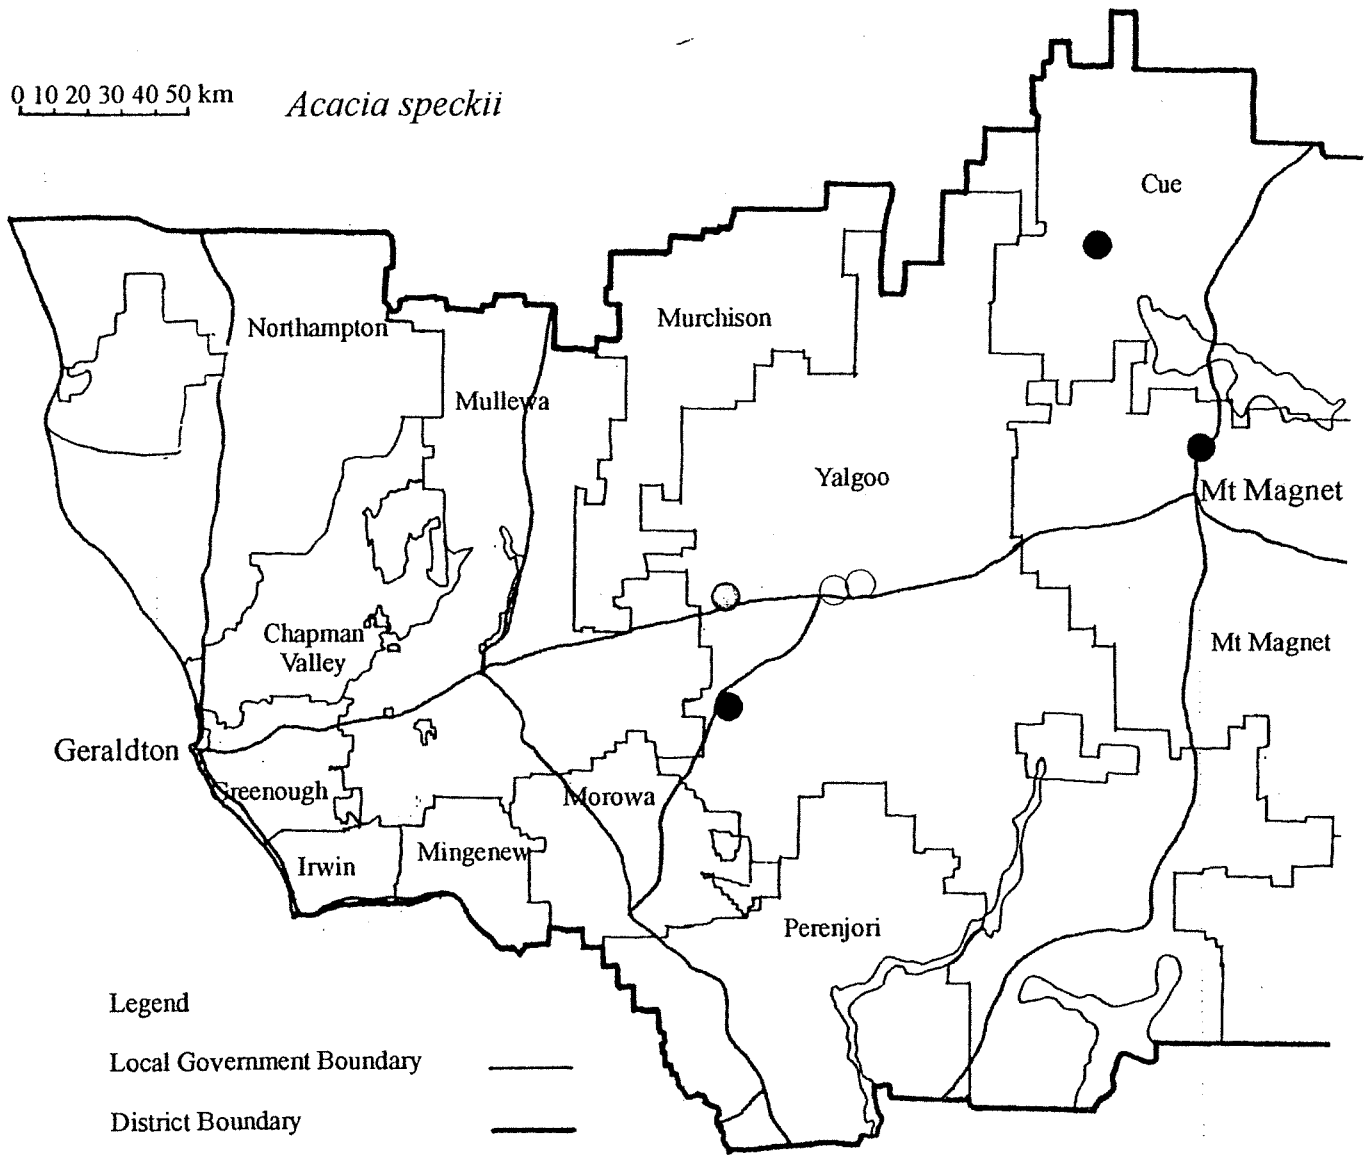 0 10 20 30 40 50 km
Acacia speckii
Cue
Northampton
Murchison
Mullewa
Yalgoo
Mt Magnet
Chapman
Valley
Mt Magnet
Geraldton
Greenough
Morowa
Irwin
Mingenew
Perenjori
Legend
Local Government Boundary
District Boundary